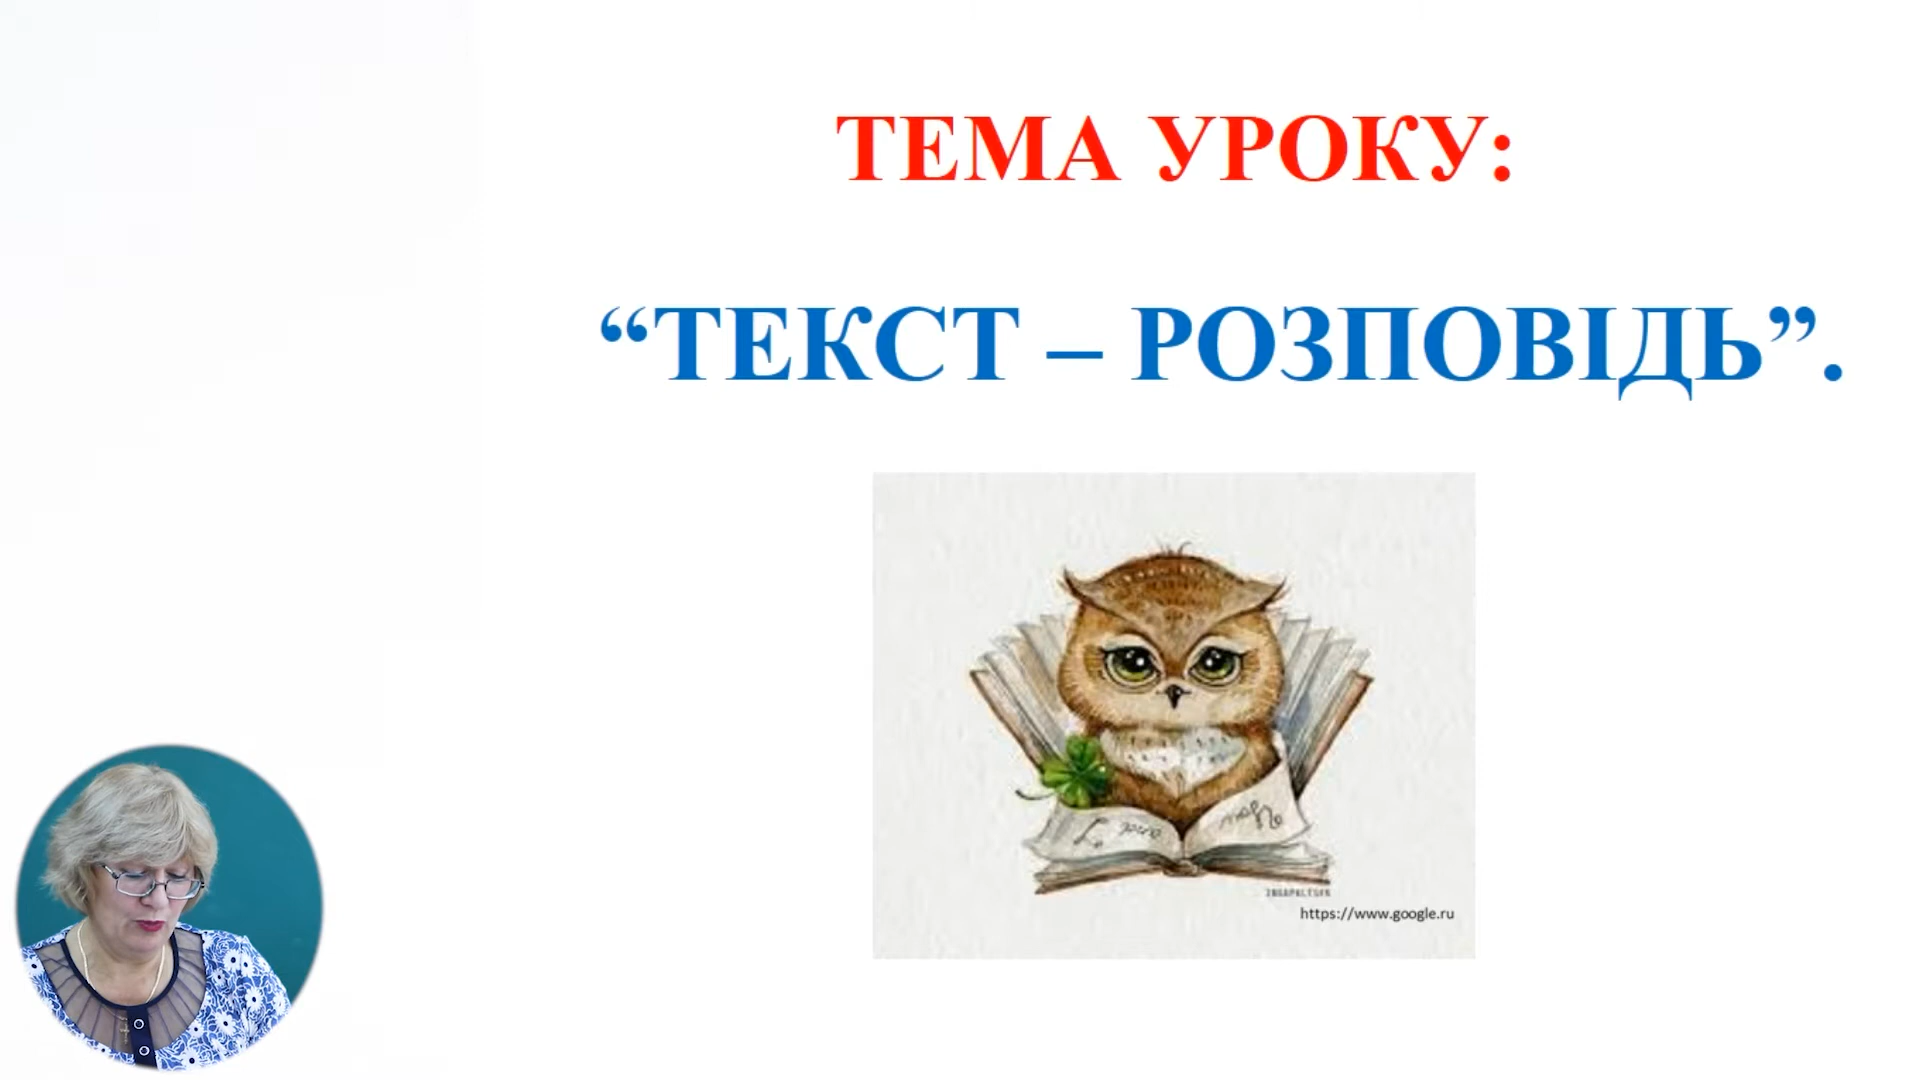 ТЕМА УРОКУ:
“ТЕКСТ – РОЗПОВІДЬ”.
https://www.google.ru